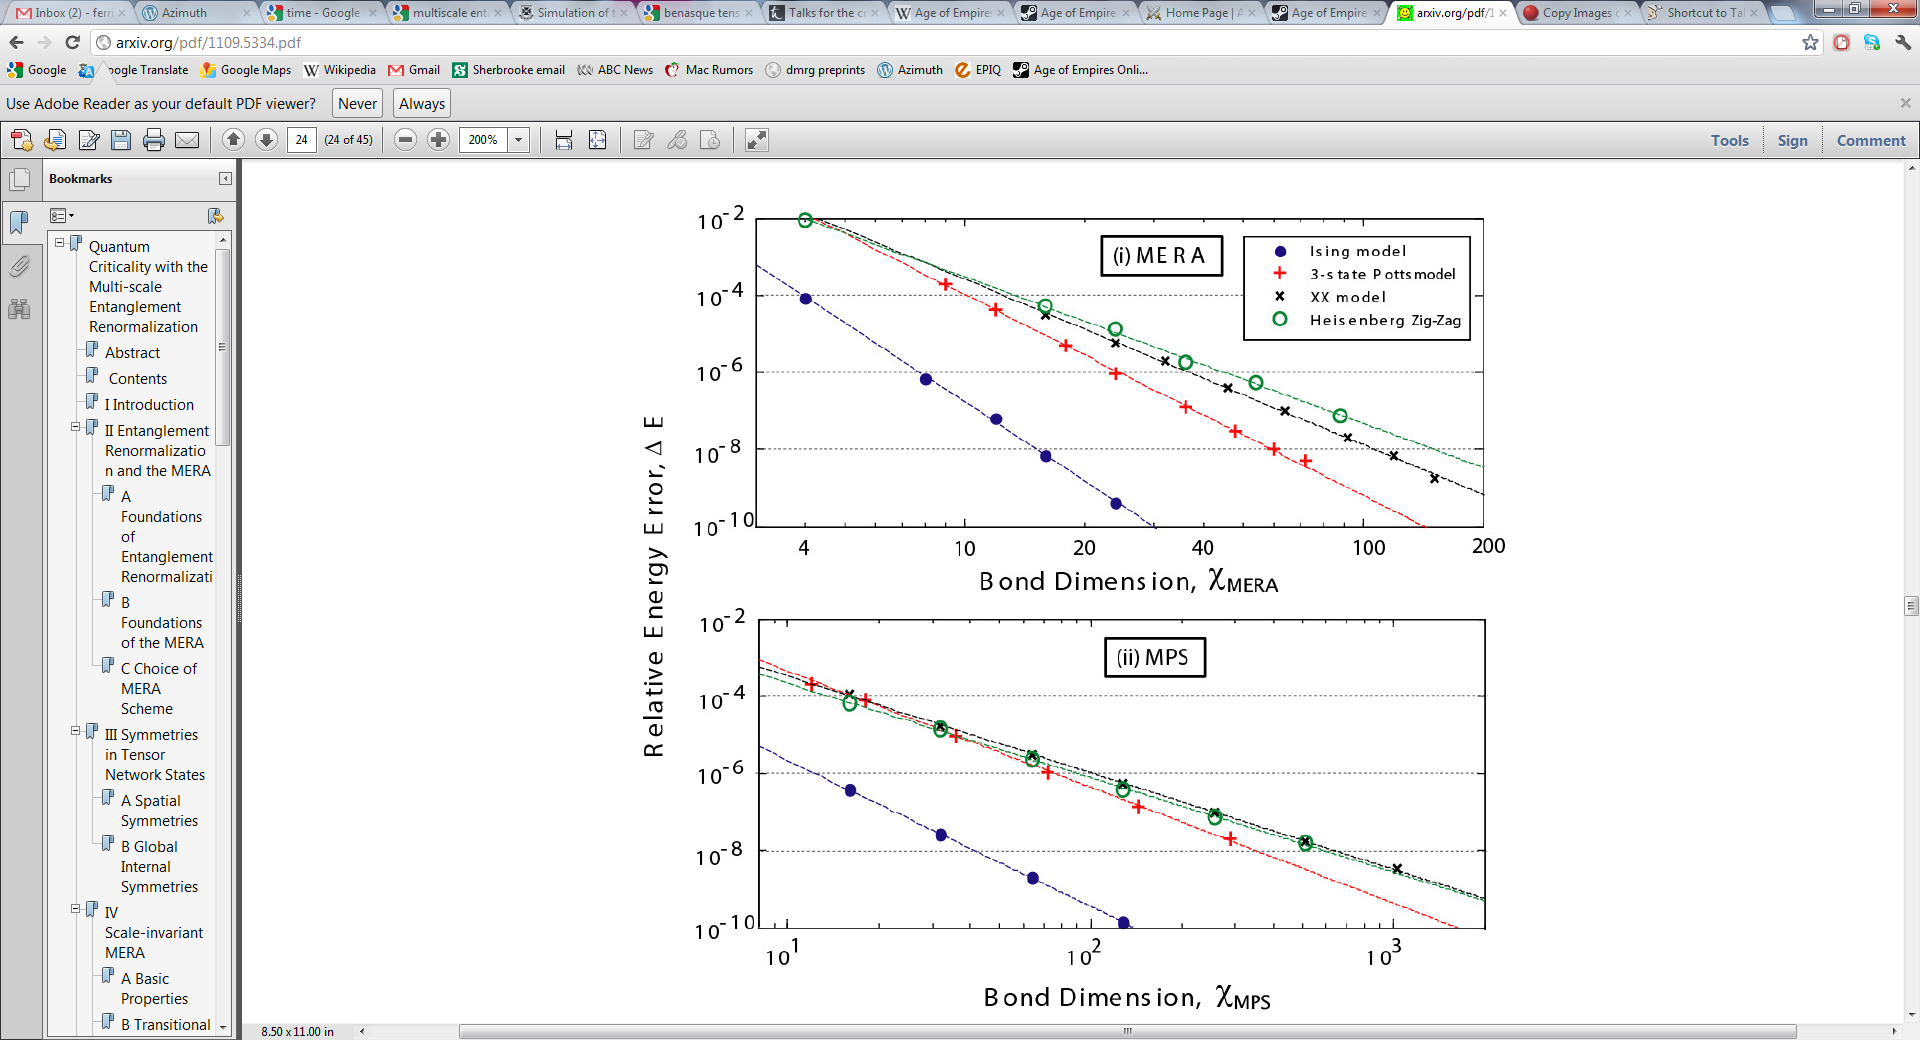 Inbox (2) - ferri
Azimuth
time - Google
multiscale ent
Simulation of t
benasque tens
Talks for the c
Age of Empire
Age of Empire
Home Page | A
Age of Empire
arxiv.org/pdf/1
Copy Images
Shortcut to Ta
arxiv.org/pdf/1109.5334.pdf
Google
oogle Translate
Google Maps
Wikipedia
Gmail
Sherbrooke email
ABC News
Mac Rumors
dmrg preprints
Azimuth
EPIQ
Age of Empires Onli...
Use Adobe Reader as your default PDF viewer?
Never
Always
24
(24 of 45)
200%
Tools
Sign
Comment
Bookmarks
Quantum
Criticality with the
Multi-scale
Entanglement
Renormalization
Abstract
Contents
I Introduction
II Entanglement
Renormalizatio
n and the MERA
A
Foundations
of
Entanglement
Renormalizati
B
Foundations
of the MERA
C Choice of
MERA
Scheme
III Symmetries
in Tensor
Network States
A Spatial
Symmetries
B Global
Internal
Symmetries
IV
Scale-invariant
MERA
A Basic
Properties
B Transitional
8.50 x 11.00 in
Relative Energy Error, Δ E
10⁻²
10⁻⁴
10⁻⁶
10⁻⁸
10⁻¹⁰
(i) MERA
Ising model
3-state Potts model
XX model
Heisenberg Zig-Zag
4
10
20
40
100
200
Bond Dimension, χMERA
10⁻²
10⁻⁴
10⁻⁶
10⁻⁸
10⁻¹⁰
(ii) MPS
10¹
10²
10³
Bond Dimension, χMPS